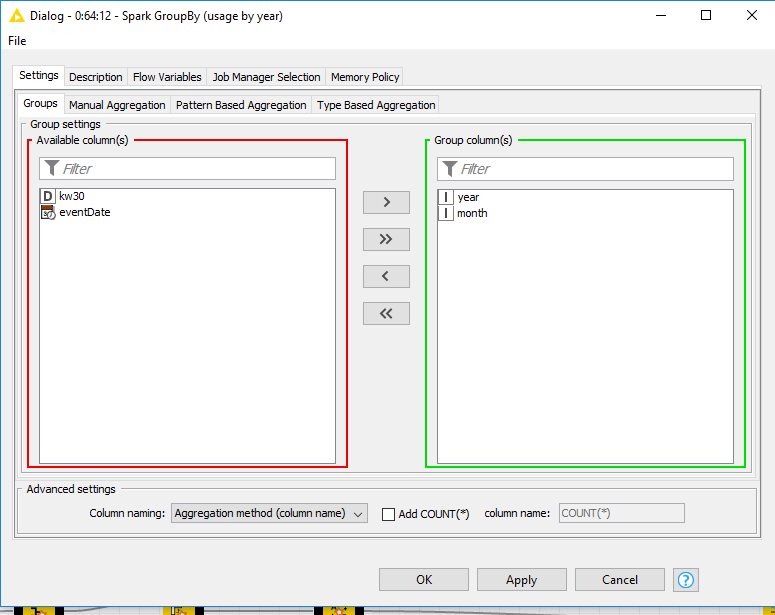 Dialog - 0:64:12 - Spark GroupBy (usage by year)
File
Settings Description Flow Variables Job Manager Selection Memory Policy
Groups Manual Aggregation Pattern Based Aggregation Type Based Aggregation
Group settings
Available column(s) Group column(s)
Filter Filter
D kw30 I year
eventDate I month
>
>>
<
<<
Advanced settings
Column naming: Aggregation method (column name) Add COUNT(*) column name: COUNT(*)
OK Apply Cancel ?